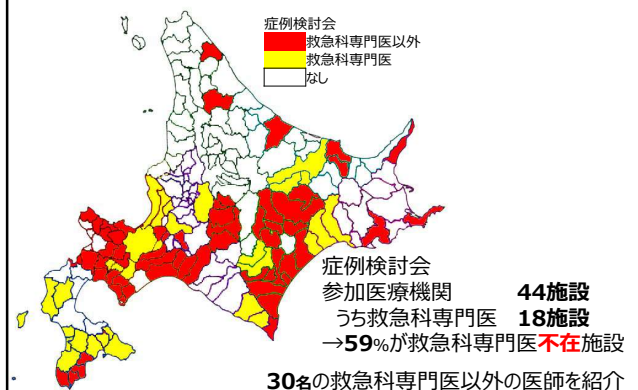 症例検討会
救急科専門医以外
救急科専門医
なし
症例検討会
参加医療機関 44施設
うち救急科専門医 18施設
→59%が救急科専門医不在施設
30名の救急科専門医以外の医師を紹介